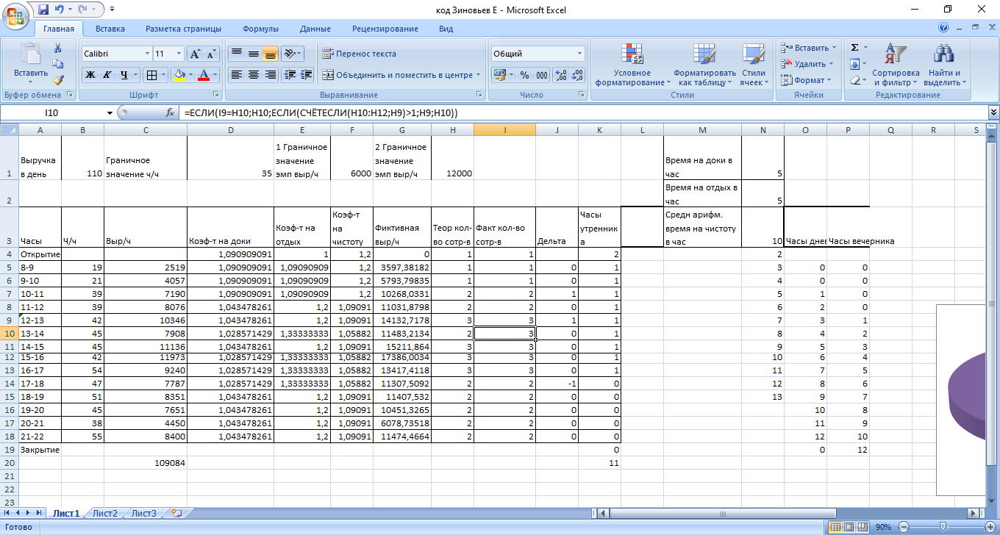 код Зиновьев Е - Microsoft Excel
Главная Вставка Разметка страницы Формулы Данные Рецензирование Вид
Вставить
Буфер обмена
Calibri 11
Ж К Ч
Шрифт
Перенос текста
Объединить и поместить в центре
Выравнивание
Общий
% 000
Число
Условное форматирование
Форматировать как таблицу
Стили ячеек
Стили
Вставить
Удалить
Формат
Ячейки
Σ
Сортировка и фильтр
Найти и выделить
Редактирование
I10 fx =ЕСЛИ(I9=H10;H10;ЕСЛИ(СЧЁТЕСЛИ(H10:H12;H9)>1;H9;H10))
A B C D E F G H I J K L M N O P Q R S
1 Выручка в день 110 Граничное значение ч/ч 35 1 Граничное значение эмп выр/ч 6000 2 Граничное значение эмп выр/ч 12000 Время на доки в час 5
2 Время на отдых в час 5
3 Часы Ч/ч Выр/ч Коэф-т на доки Коэф-т на отдых Коэф-т на чистоту Фиктивная выр/ч Теор кол-во сотр-в Факт кол-во сотр-в Дельта Часы утренника Средн арифм. время на чистоту в час 10 Часы днев Часы вечерника
4 Открытие 1,090909091 1 1,2 0 1 1 2 2
5 8-9 19 2519 1,090909091 1,09090909 1,2 3597,38182 1 1 0 1 3 0 0
6 9-10 21 4057 1,090909091 1,09090909 1,2 5793,79835 1 1 0 1 4 0 0
7 10-11 39 7190 1,090909091 1,09090909 1,2 10268,0331 2 2 1 1 5 1 0
8 11-12 39 8076 1,043478261 1,2 1,09091 11031,8798 2 2 0 1 6 2 0
9 12-13 42 10346 1,043478261 1,2 1,09091 14132,7178 3 3 1 1 7 3 1
10 13-14 45 7908 1,028571429 1,33333333 1,05882 11483,2134 2 3 0 1 8 4 2
11 14-15 45 11136 1,043478261 1,2 1,09091 15211,864 3 3 0 1 9 5 3
12 15-16 42 11973 1,028571429 1,33333333 1,05882 17386,0034 3 3 0 1 10 6 4
13 16-17 54 9240 1,028571429 1,33333333 1,05882 13417,4118 3 3 0 1 11 7 5
14 17-18 47 7787 1,028571429 1,33333333 1,05882 11307,5092 2 2 -1 0 12 8 6
15 18-19 51 8351 1,043478261 1,2 1,09091 11407,532 2 2 0 0 13 9 7
16 19-20 45 7651 1,043478261 1,2 1,09091 10451,3265 2 2 0 0 10 8
17 20-21 38 4450 1,043478261 1,2 1,09091 6078,73518 2 2 0 0 11 9
18 21-22 55 8400 1,043478261 1,2 1,09091 11474,4664 2 2 0 0 12 10
19 Закрытие 0 0 12
20 109084 11
21
22
23
Лист1 Лист2 Лист3
Готово 90%